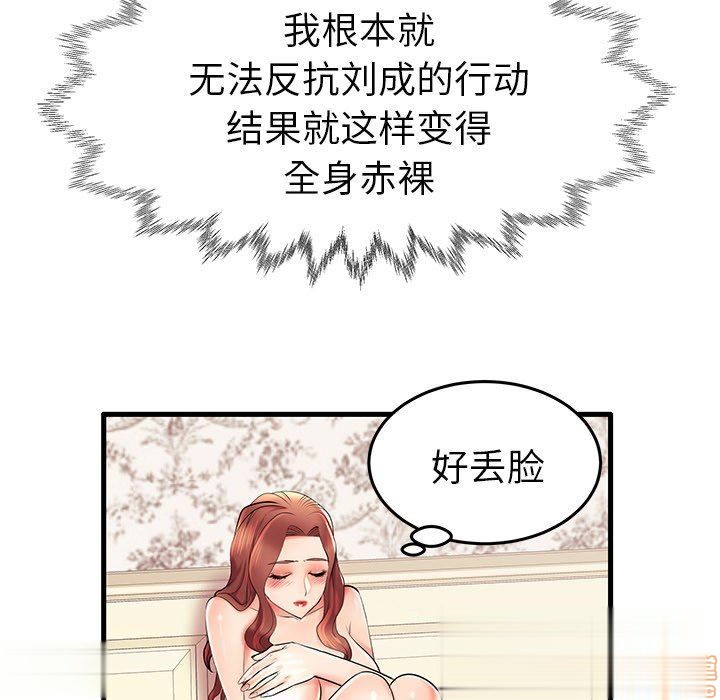 我根本就
无法反抗刘成的行动
结果就这样变得
全身赤裸
好丢脸